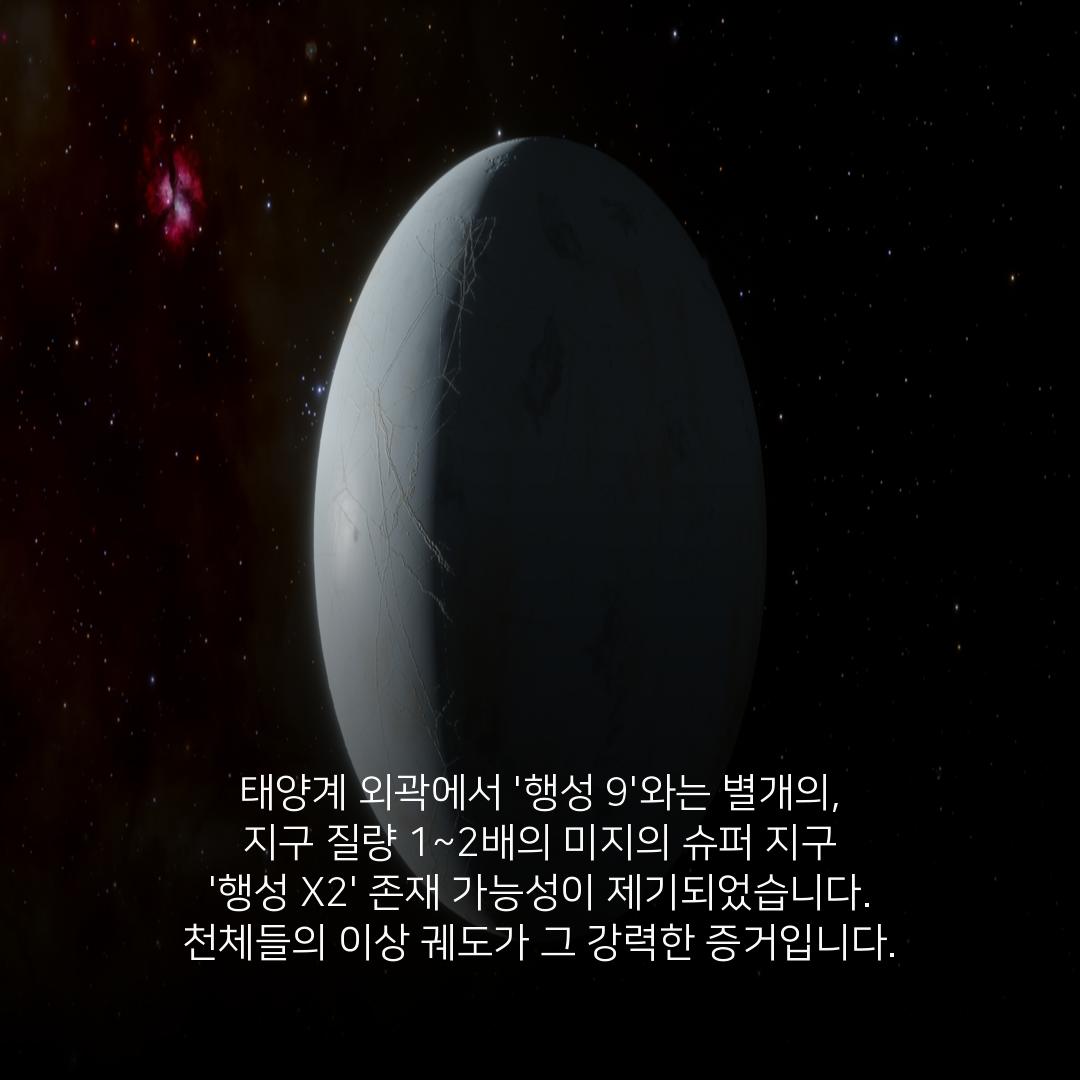 태양계 외곽에서 '행성 9'와는 별개의,
지구 질량 1~2배의 미지의 슈퍼 지구
'행성 X2' 존재 가능성이 제기되었습니다.
천체들의 이상 궤도가 그 강력한 증거입니다.